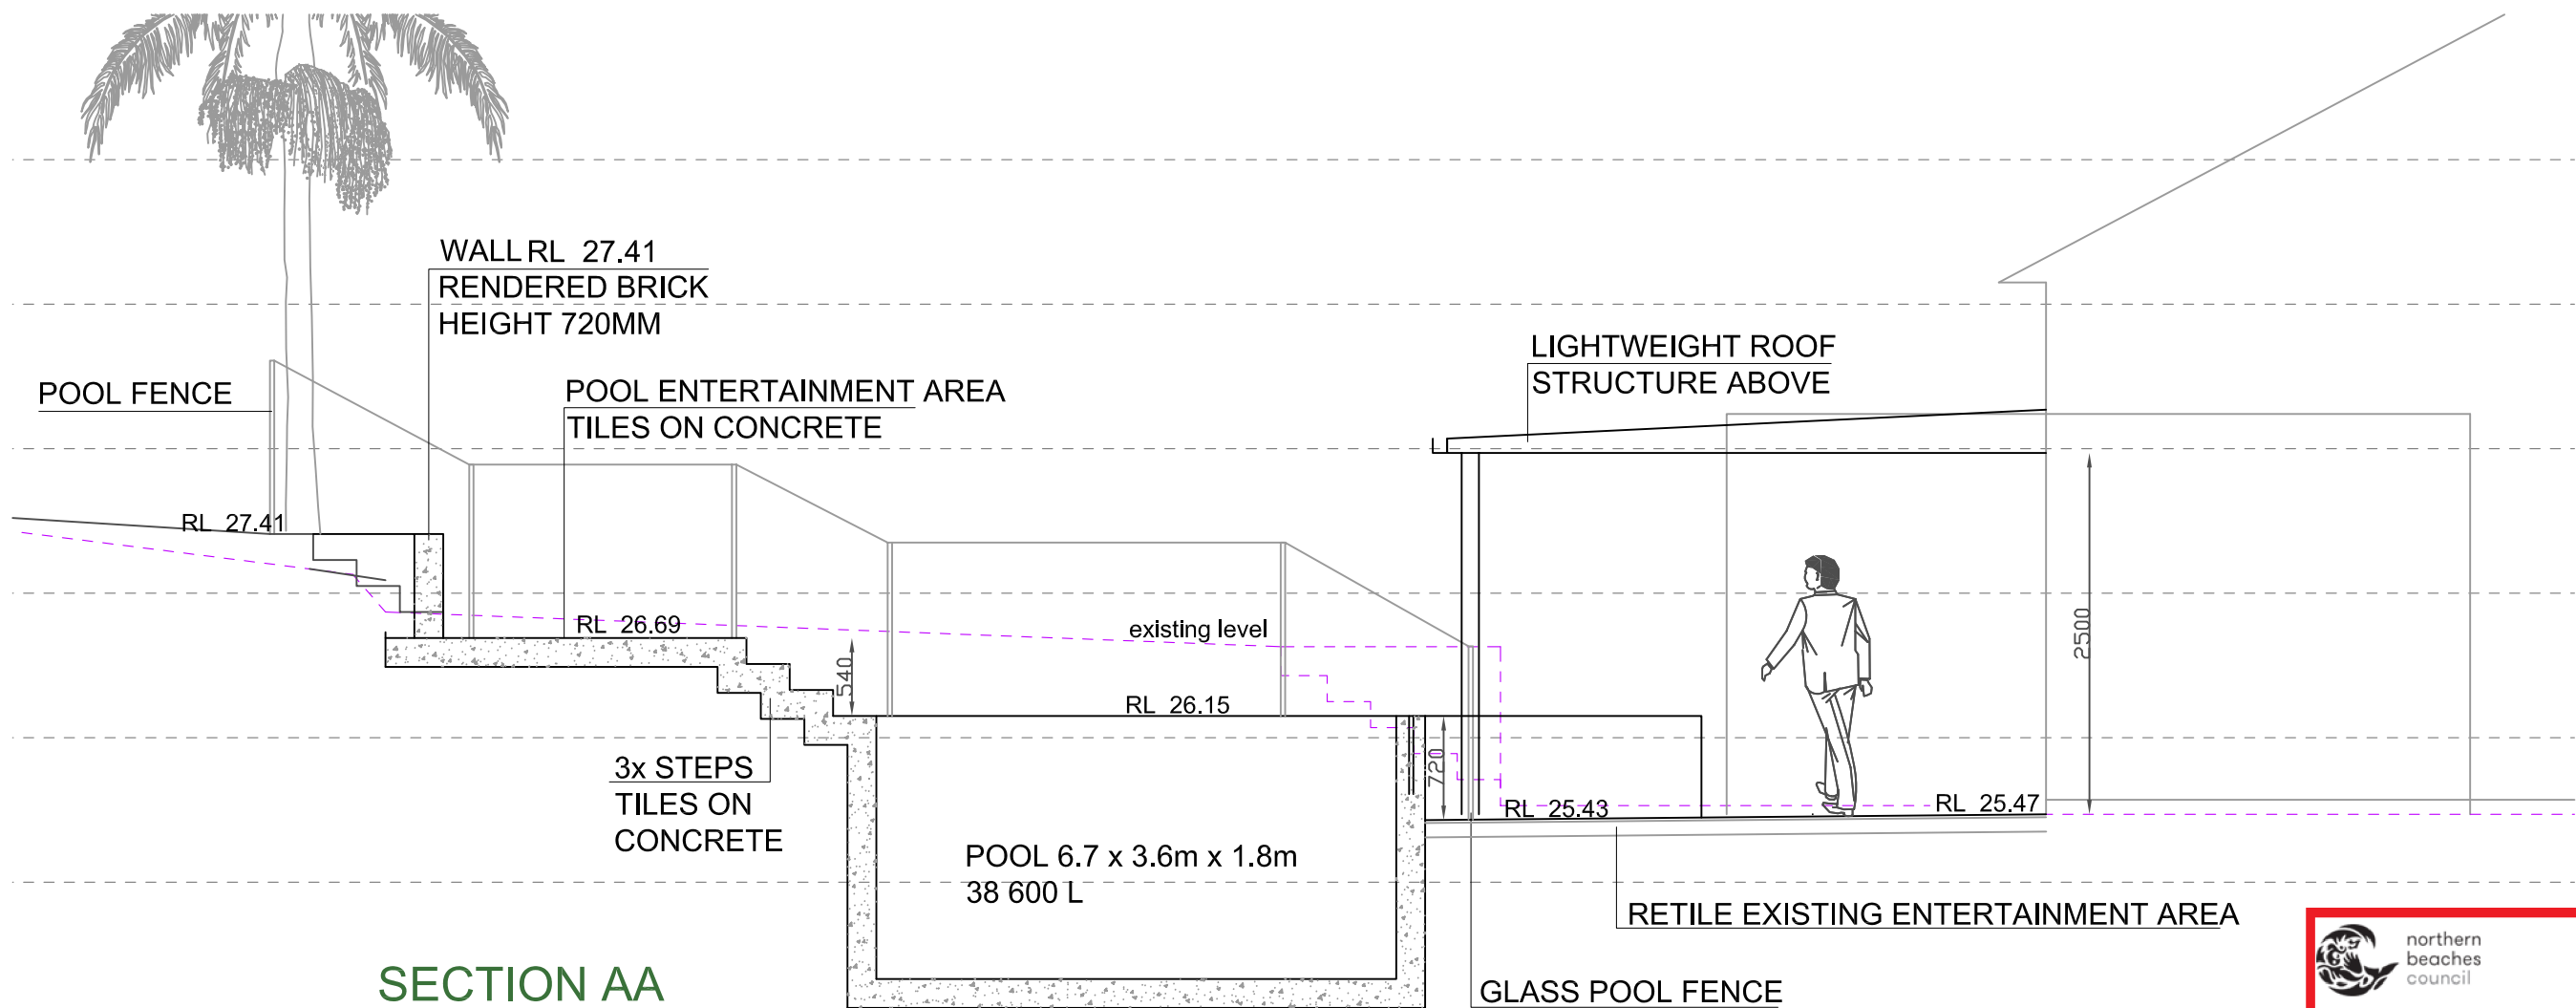 WALL RL 27.41
RENDERED BRICK
HEIGHT 720MM
POOL FENCE
POOL ENTERTAINMENT AREA
TILES ON CONCRETE
LIGHTWEIGHT ROOF
STRUCTURE ABOVE
RL 27.41
RL 26.69
existing level
540
RL 26.15
2500
720
RL 25.43
RL 25.47
3x STEPS
TILES ON
CONCRETE
POOL 6.7 x 3.6m x 1.8m
38 600 L
RETILE EXISTING ENTERTAINMENT AREA
GLASS POOL FENCE
SECTION AA
northern
beaches
council